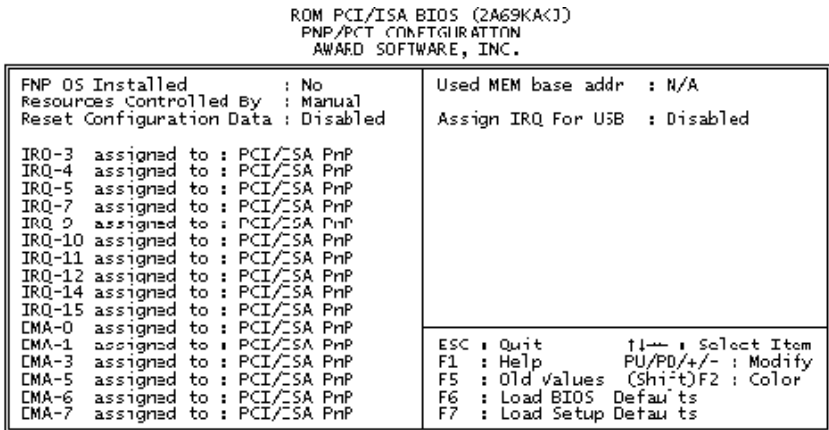 ROM PCI/ISA BIOS (2A69KAKJ)
PNP/PCI CONFIGURATION
AWARD SOFTWARE, INC.
PNP OS Installed : No
Resources Controlled By : Manual
Reset Configuration Data : Disabled
IRQ-3 assigned to : PCI/ISA PnP
IRQ-4 assigned to : PCI/ISA PnP
IRQ-5 assigned to : PCI/ISA PnP
IRQ-7 assigned to : PCI/ISA PnP
IRQ-9 assigned to : PCI/ISA PnP
IRQ-10 assigned to : PCI/ISA PnP
IRQ-11 assigned to : PCI/ISA PnP
IRQ-12 assigned to : PCI/ISA PnP
IRQ-14 assigned to : PCI/ISA PnP
IRQ-15 assigned to : PCI/ISA PnP
DMA-0 assigned to : PCI/ISA PnP
DMA-1 assigned to : PCI/ISA PnP
DMA-3 assigned to : PCI/ISA PnP
DMA-5 assigned to : PCI/ISA PnP
DMA-6 assigned to : PCI/ISA PnP
DMA-7 assigned to : PCI/ISA PnP
Used MEM base addr : N/A
Assign IRQ For USB : Disabled
ESC : Quit ↑↓→← : Select Item
F1 : Help PU/PD/+/- : Modify
F5 : Old Values (Shift)F2 : Color
F6 : Load BIOS Defaults
F7 : Load Setup Defaults